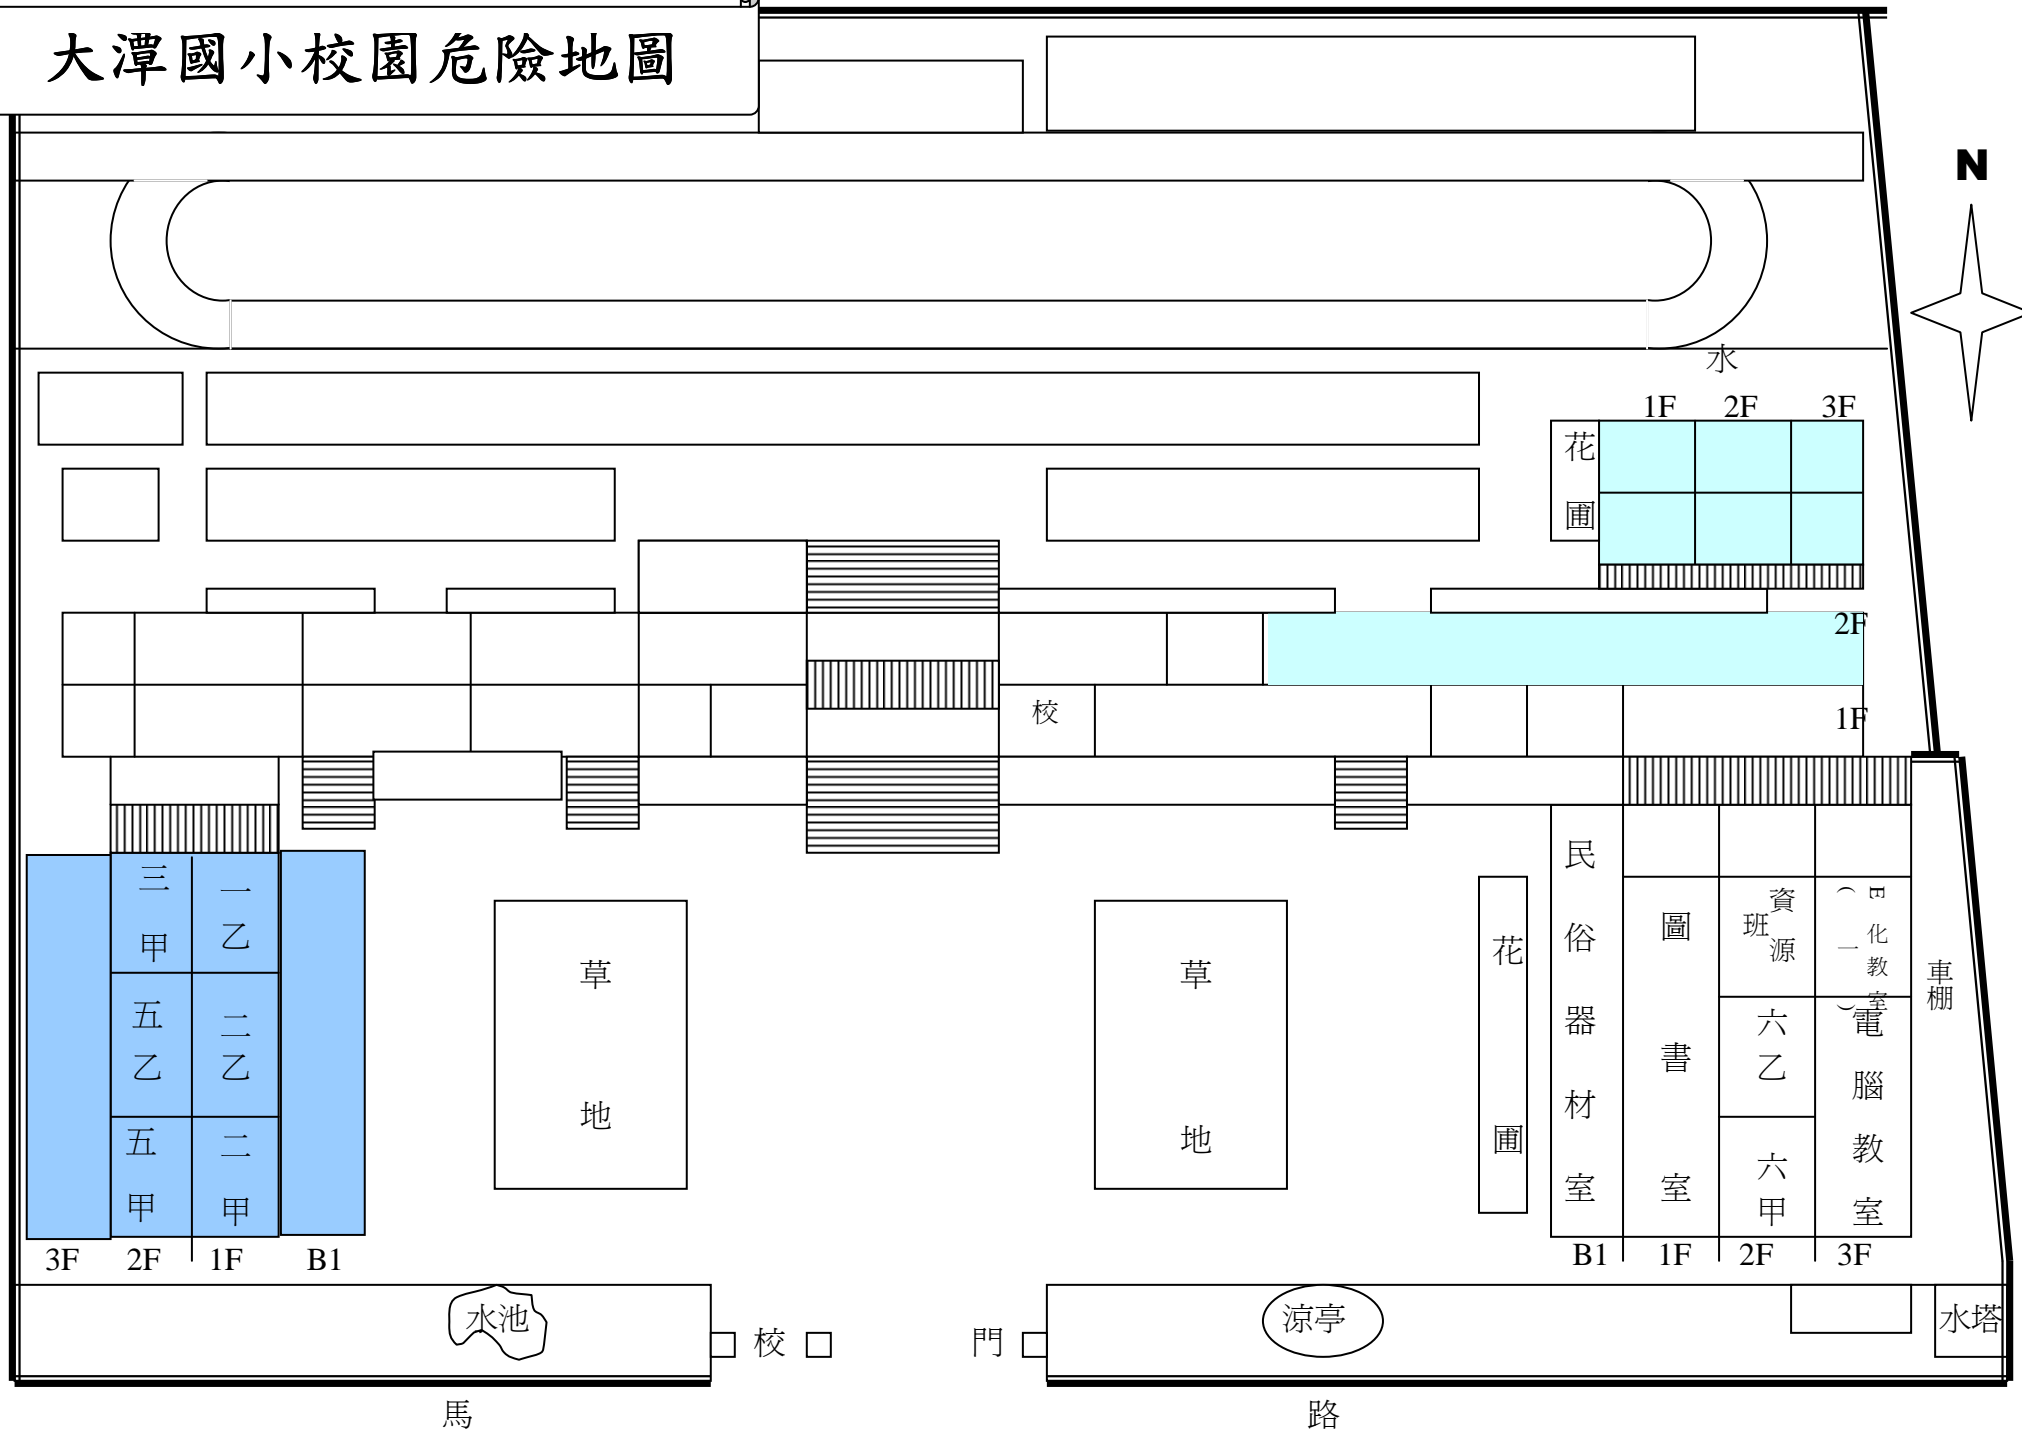 大潭國小校園危險地圖
N
水
1F 2F 3F
花圃
2F
校
1F
三甲
一乙
五乙
二乙
五甲
二甲
3F 2F 1F B1
草地
草地
花圃
民俗器材室
圖書室
資源班
六乙
六甲
E化教室(一)
電腦教室
車棚
B1 1F 2F 3F
水池
校門
涼亭
水塔
馬路